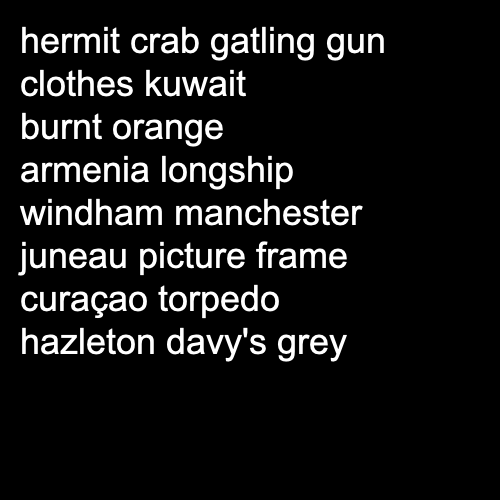 hermit crab gatling gun
clothes kuwait
burnt orange
armenia longship
windham manchester
juneau picture frame
curaçao torpedo
hazleton davy's grey